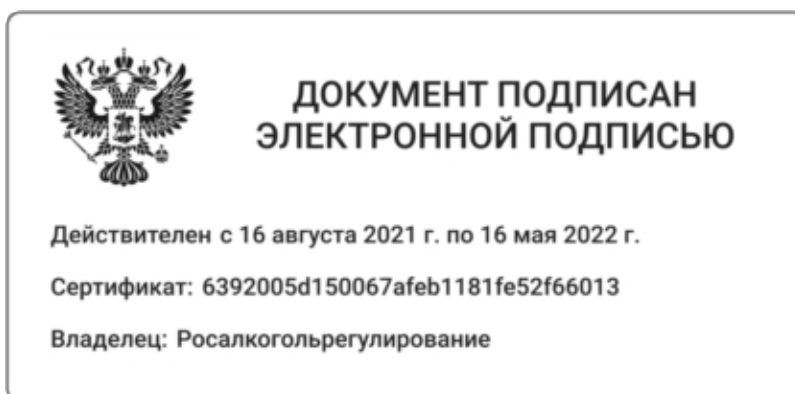 ДОКУМЕНТ ПОДПИСАН
ЭЛЕКТРОННОЙ ПОДПИСЬЮ
Действителен с 16 августа 2021 г. по 16 мая 2022 г.
Сертификат: 6392005d150067afeb1181fe52f66013
Владелец: Росалкогольрегулирование